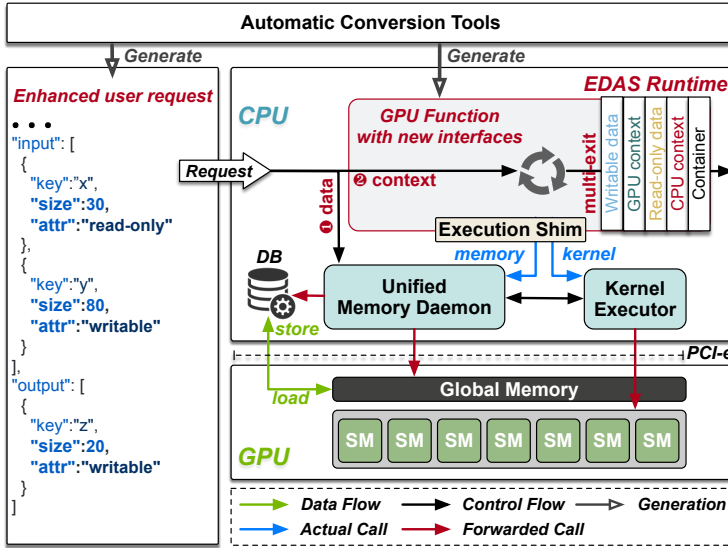 Automatic Conversion Tools
Generate
Generate
Enhanced user request
• • •
"input": [
{
"key":"x",
"size":30,
"attr":"read-only"
},
{
"key":"y",
"size":80,
"attr":"writable"
}
],
"output": [
{
"key":"z",
"size":20,
"attr":"writable"
}
]
EDAS Runtime
CPU
GPU Function
with new interfaces
Request
❷ context
❶ data
multi-exit
Writable data
GPU context
Read-only data
CPU context
Container
Execution Shim
memory
kernel
DB
Unified
Memory Daemon
Kernel
Executor
store
PCI-e
load
Global Memory
SM SM SM SM SM SM SM
GPU
Data Flow
Control Flow
Generation
Actual Call
Forwarded Call